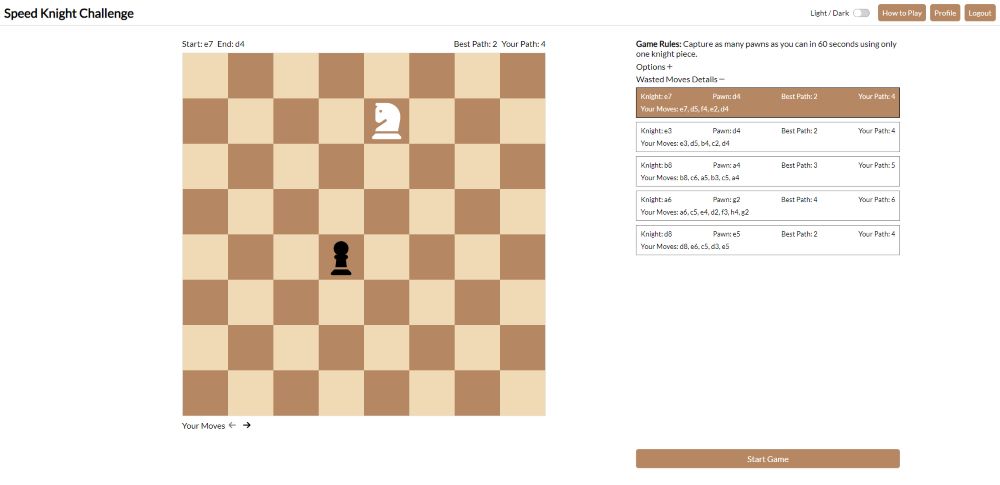 Speed Knight Challenge
Light / Dark
How to Play
Profile
Logout
Start: e7 End: d4
Best Path: 2 Your Path: 4
Your Moves ← →
Game Rules: Capture as many pawns as you can in 60 seconds using only
one knight piece.
Options +
Wasted Moves Details −
Knight: e7 Pawn: d4 Best Path: 2 Your Path: 4
Your Moves: e7, d5, f4, e2, d4
Knight: e3 Pawn: d4 Best Path: 2 Your Path: 4
Your Moves: e3, d5, b4, c2, d4
Knight: b8 Pawn: a4 Best Path: 3 Your Path: 5
Your Moves: b8, c6, a5, b3, c5, a4
Knight: a6 Pawn: g2 Best Path: 4 Your Path: 6
Your Moves: a6, c5, e4, d2, f3, h4, g2
Knight: d8 Pawn: e5 Best Path: 2 Your Path: 4
Your Moves: d8, e6, c5, d3, e5
Start Game